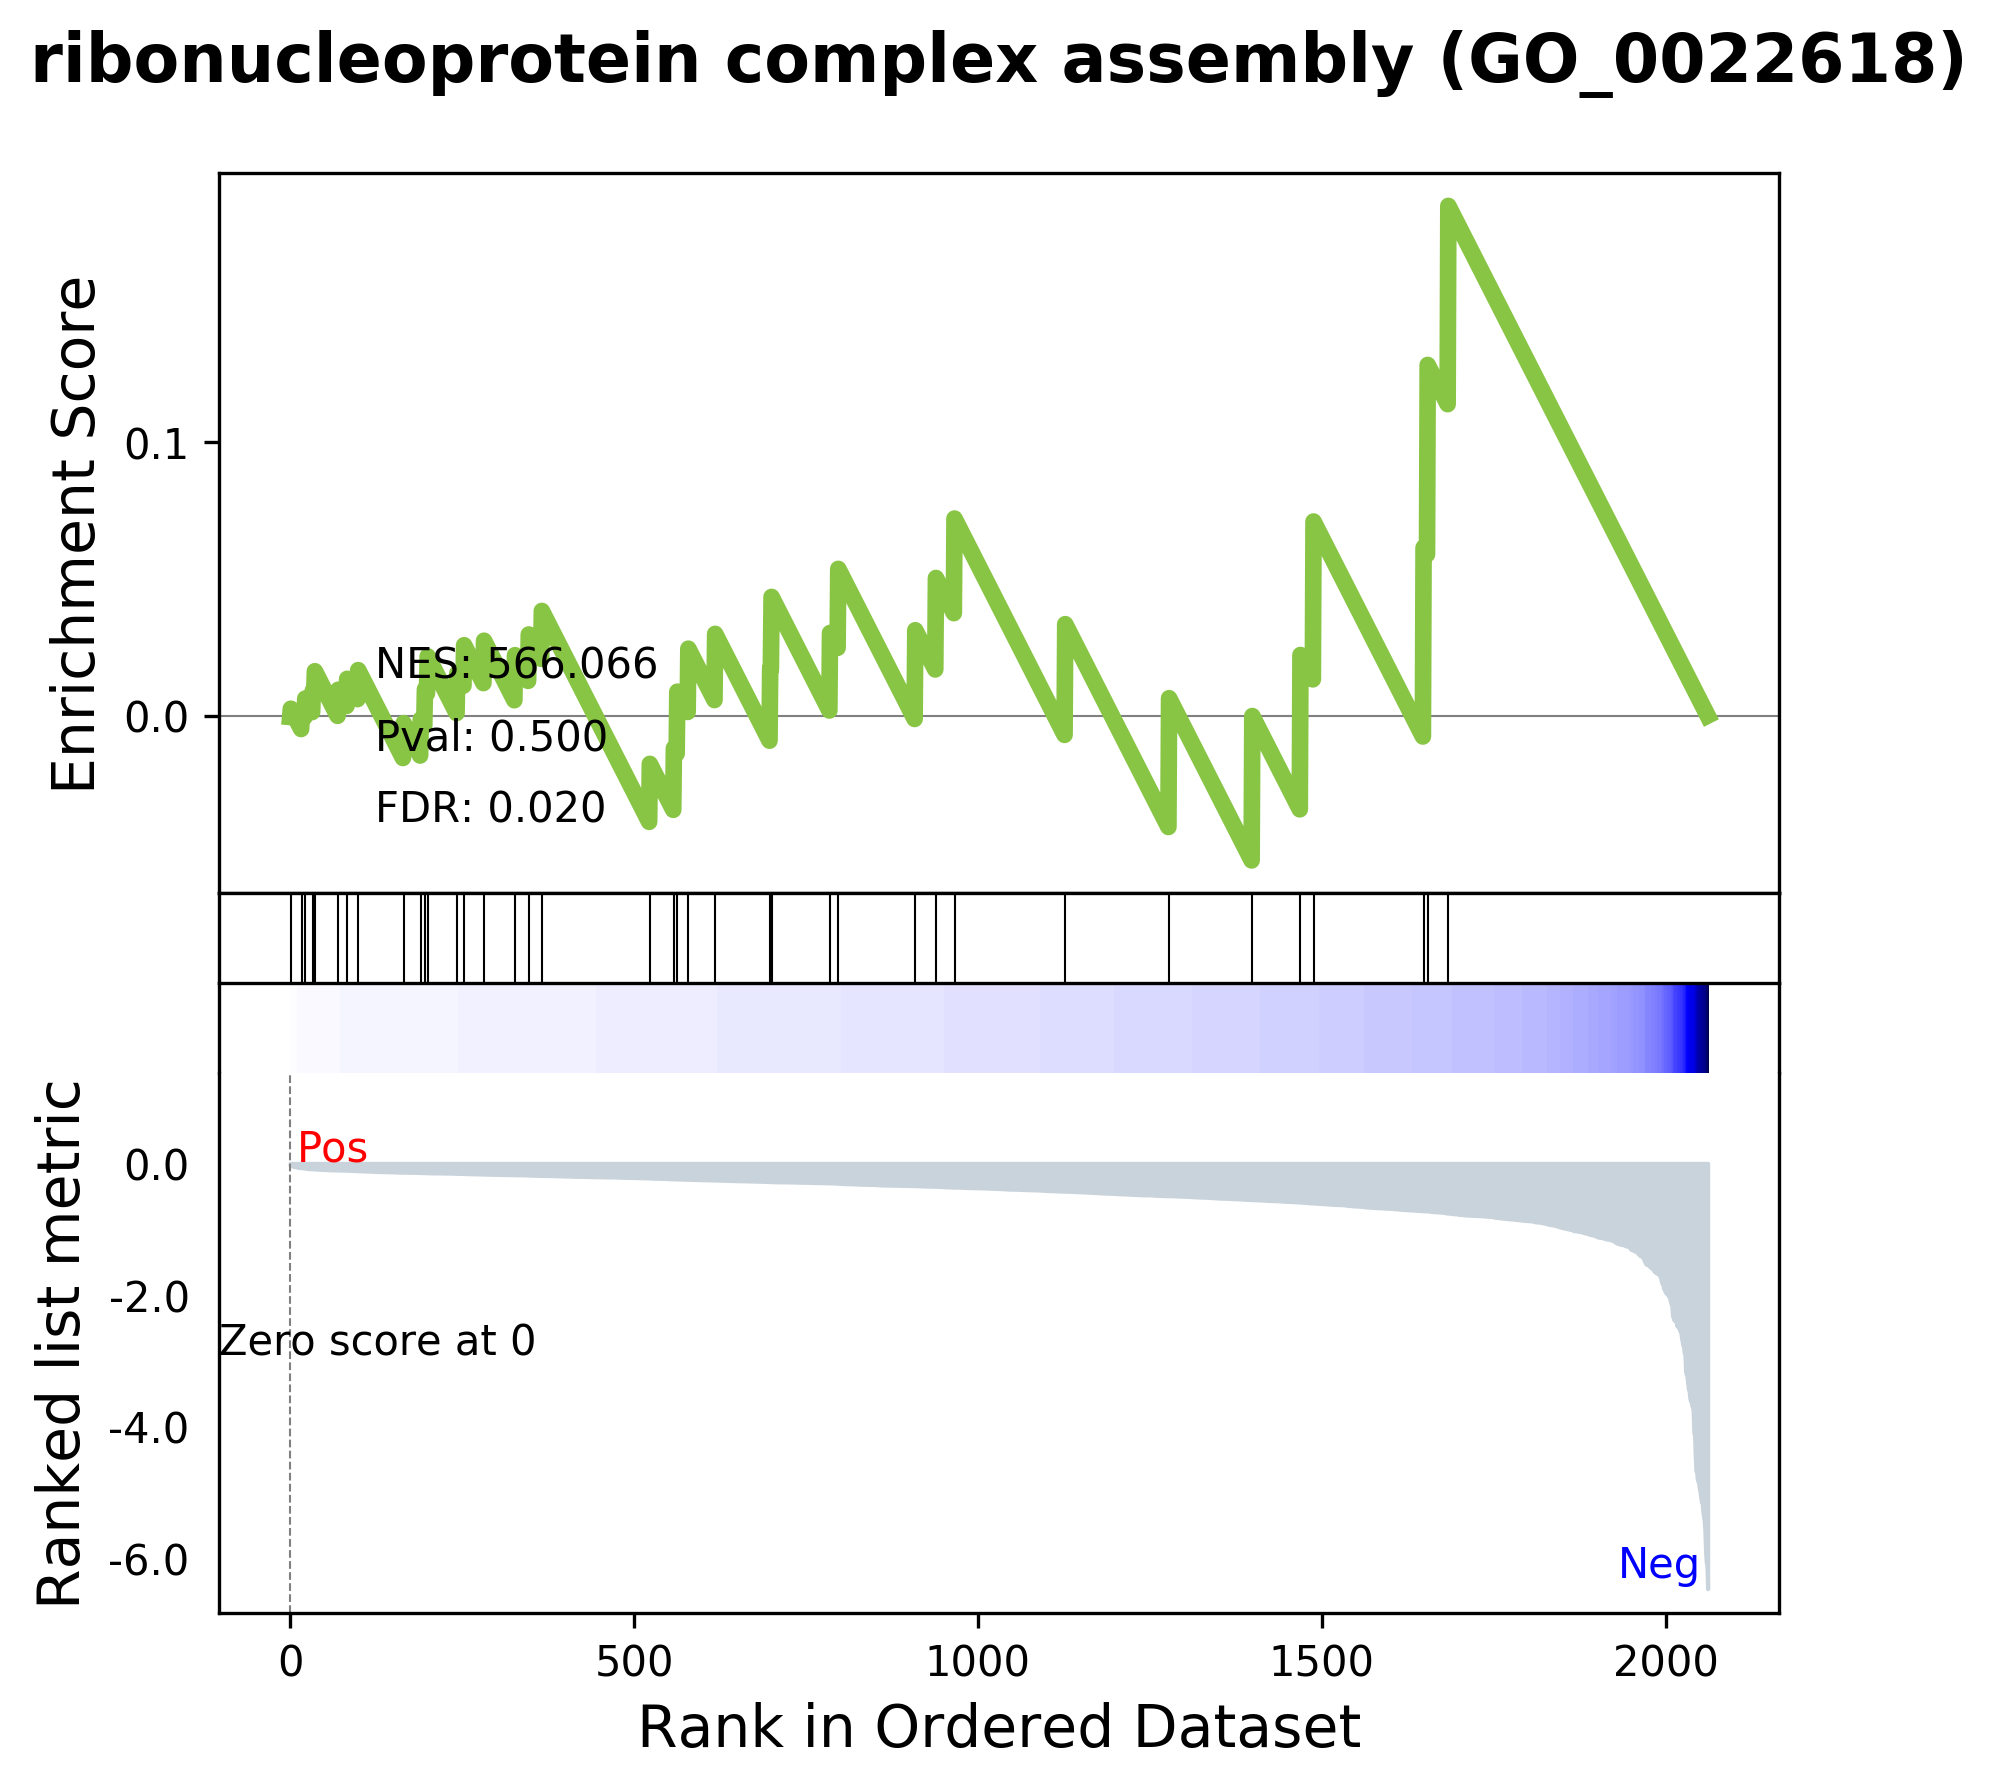 ribonucleoprotein complex assembly (GO_0022618)
Enrichment Score
0.1
0.0
NES: 566.066
Pval: 0.500
FDR: 0.020
Ranked list metric
0.0
-2.0
-4.0
-6.0
Pos
Zero score at 0
Neg
0 500 1000 1500 2000
Rank in Ordered Dataset